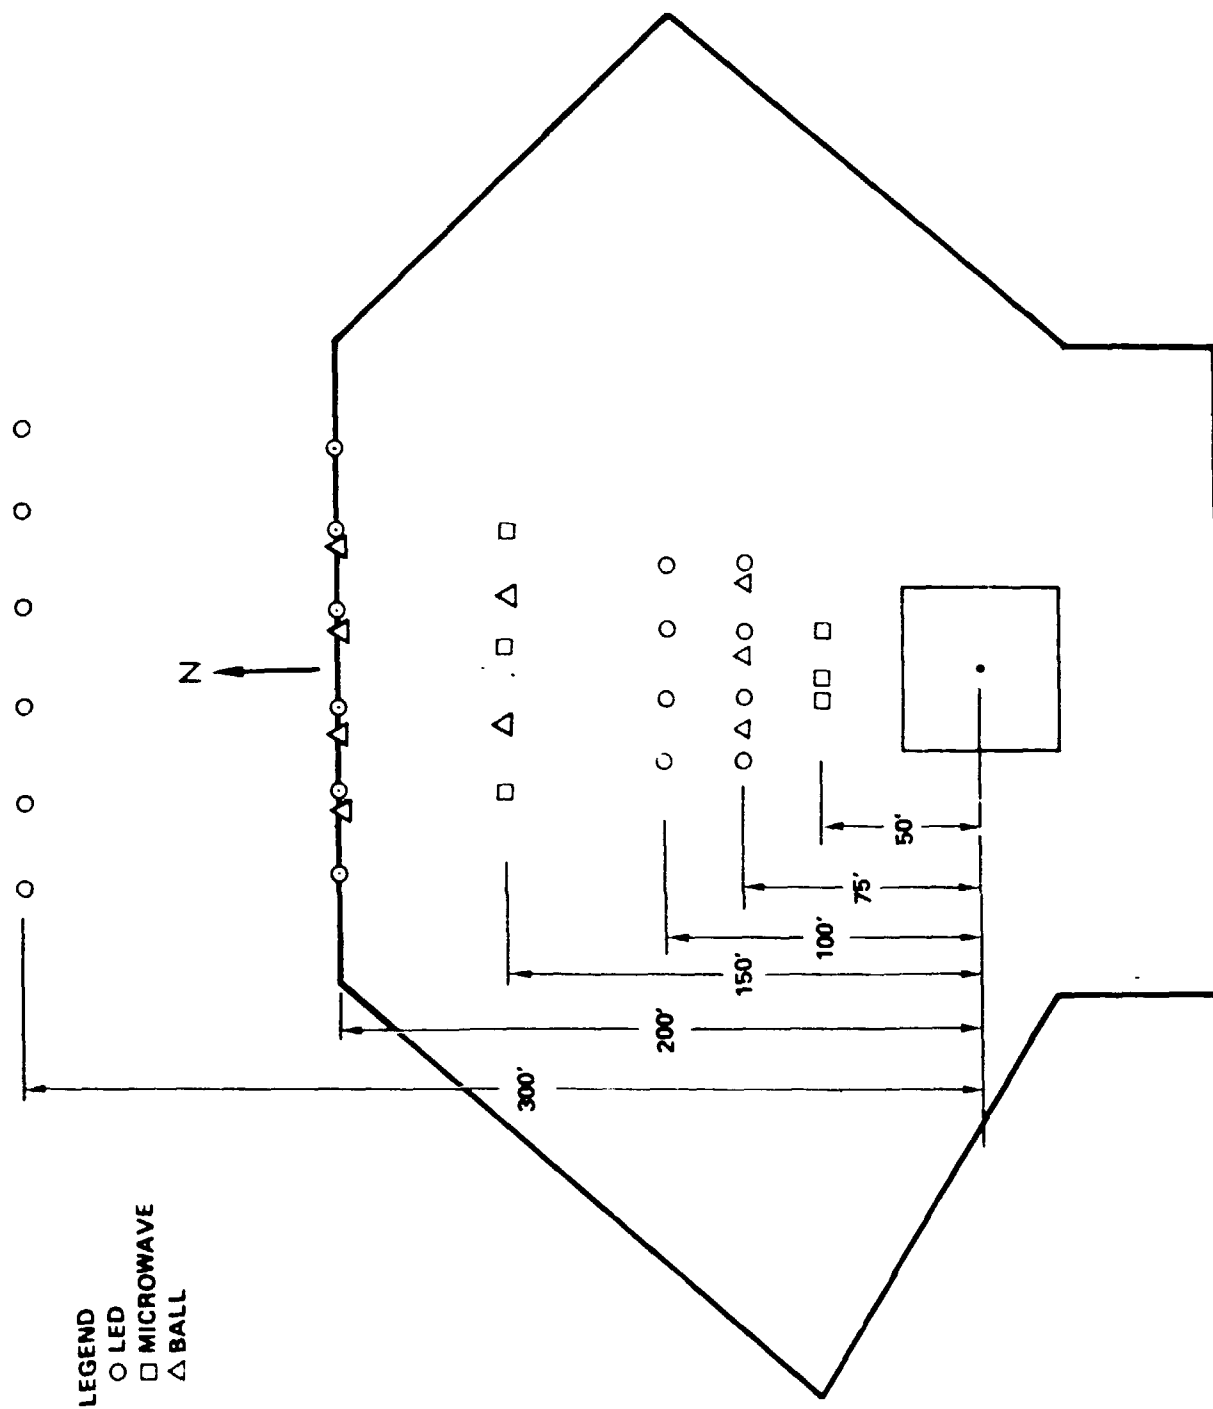 LEGEND
○ LED
□ MICROWAVE
△ BALL
N
300'
200'
150'
100'
75'
50'